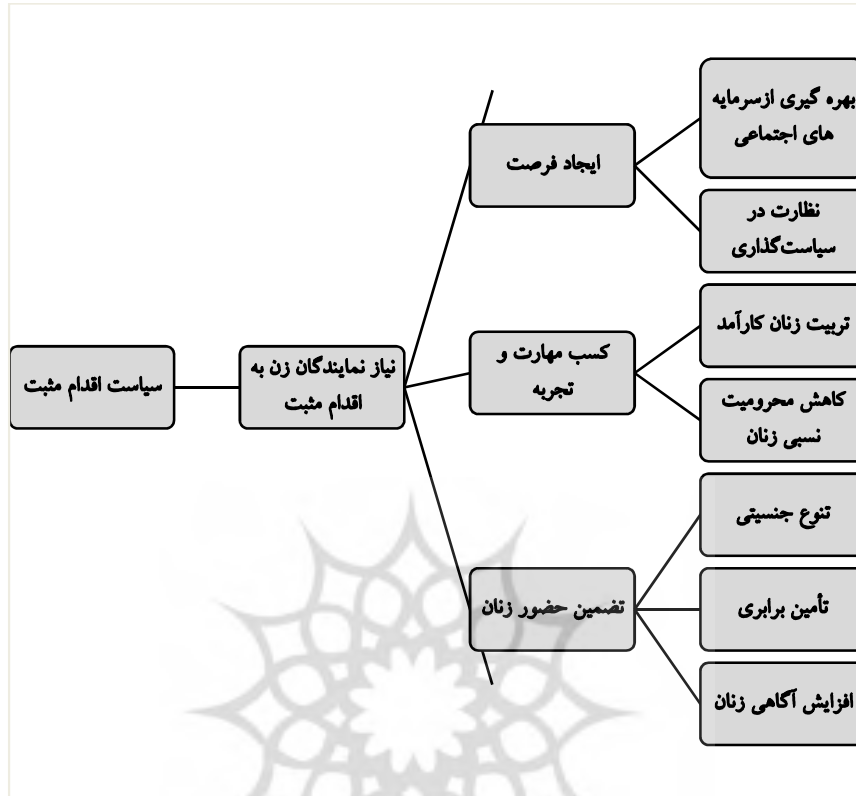 بهره گیری ازسرمایه
های اجتماعی
نظارت در
سیاست‌گذاری
ایجاد فرصت
تربیت زنان کارآمد
کاهش محرومیت
نسبی زنان
کسب مهارت و
تجربه
تنوع جنسیتی
تأمین برابری
افزایش آگاهی زنان
تضمین حضور زنان
نیاز نمایندگان زن به
اقدام مثبت
سیاست اقدام مثبت